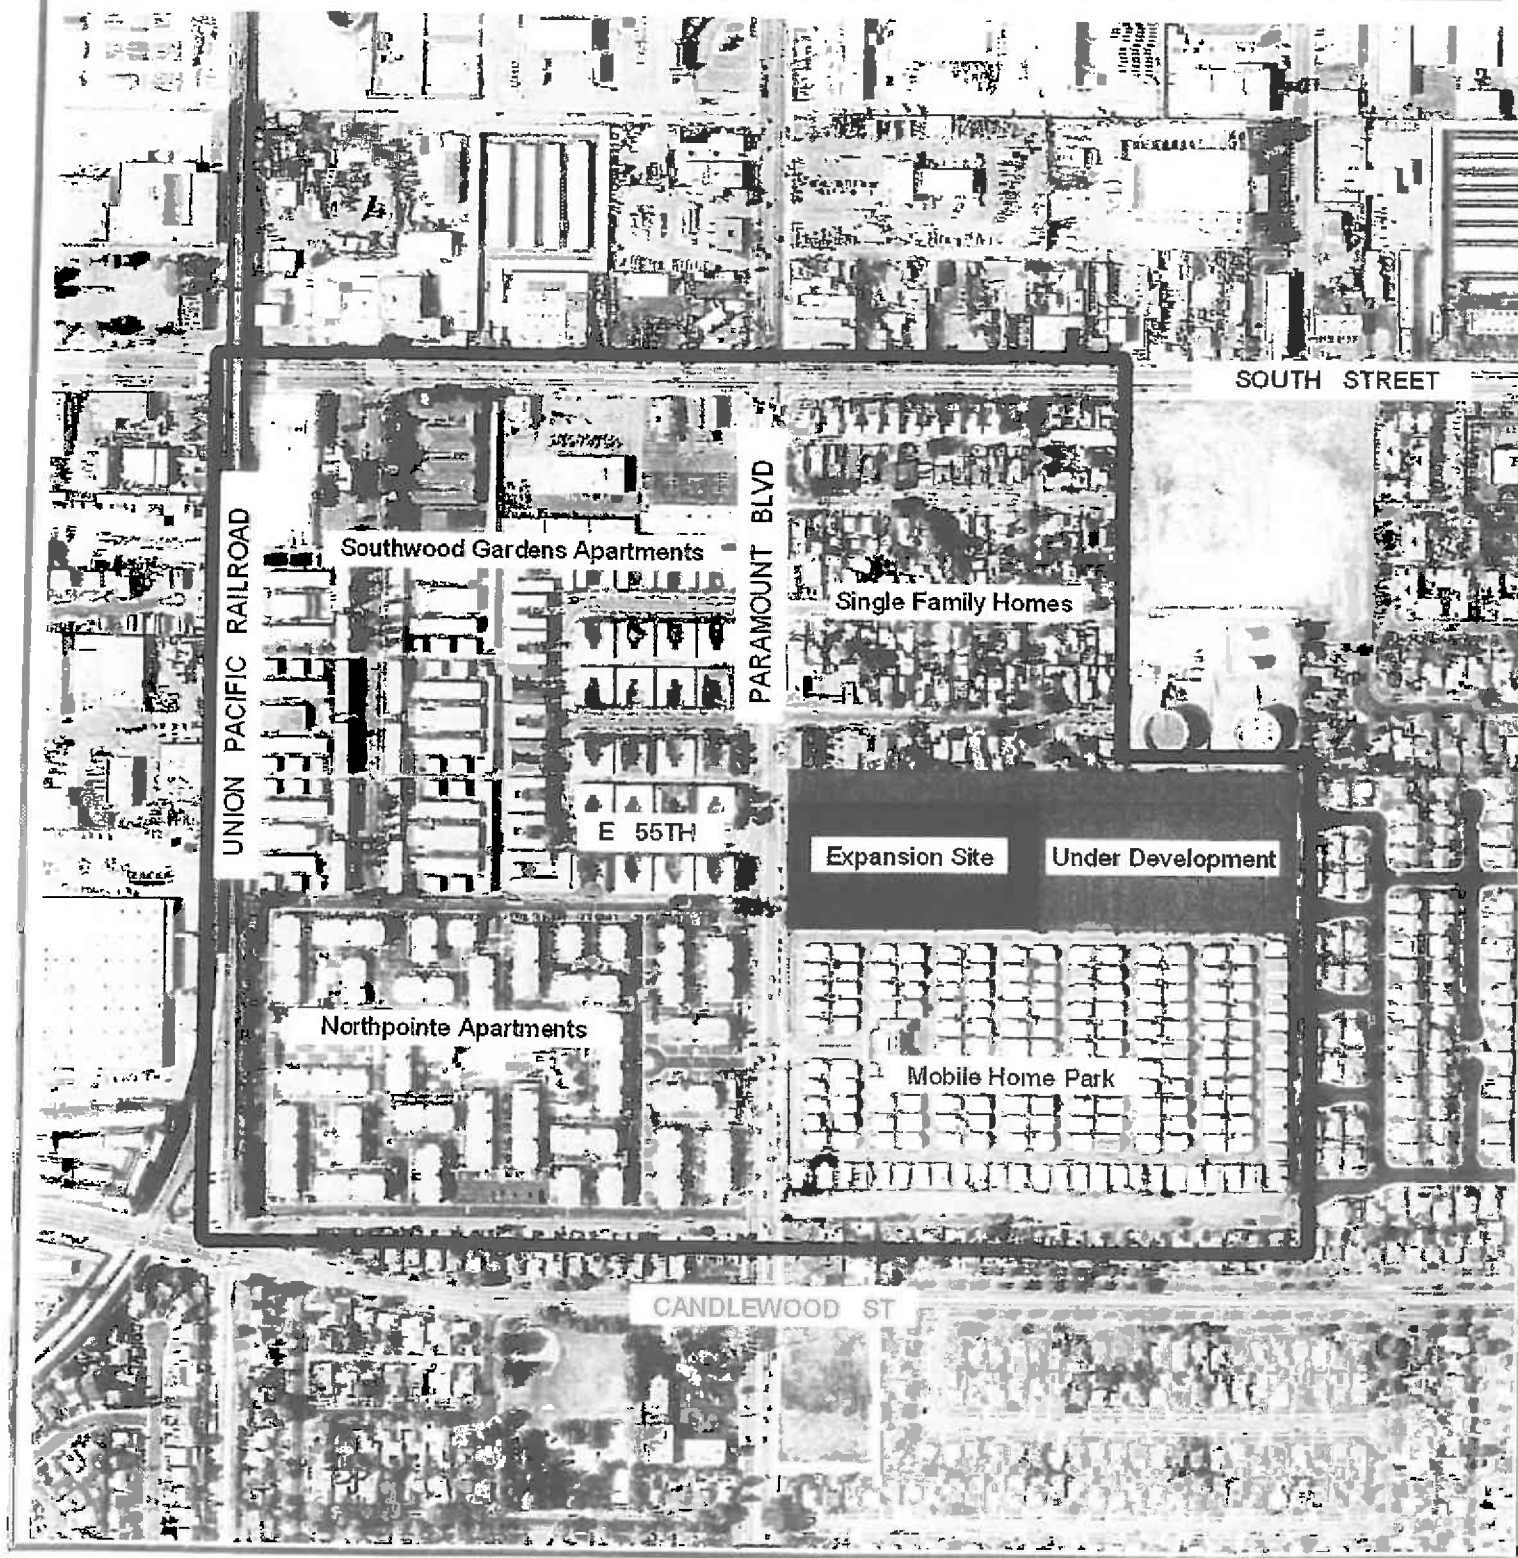 SOUTH STREET
Southwood Gardens Apartments
PARAMOUNT BLVD
UNION PACIFIC RAILROAD
Single Family Homes
E 55TH
Expansion Site
Under Development
Northpointe Apartments
Mobile Home Park
CANDLEWOOD ST